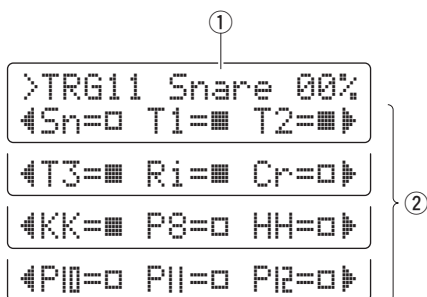 ①
>TRG11 Snare 00%
◀Sn=□ T1=■ T2=■▶
◀T3=■ Ri=■ Cr=□▶
◀KK=■ P8=□ HH=□▶
◀P10=□ P11=□ P12=□▶
②